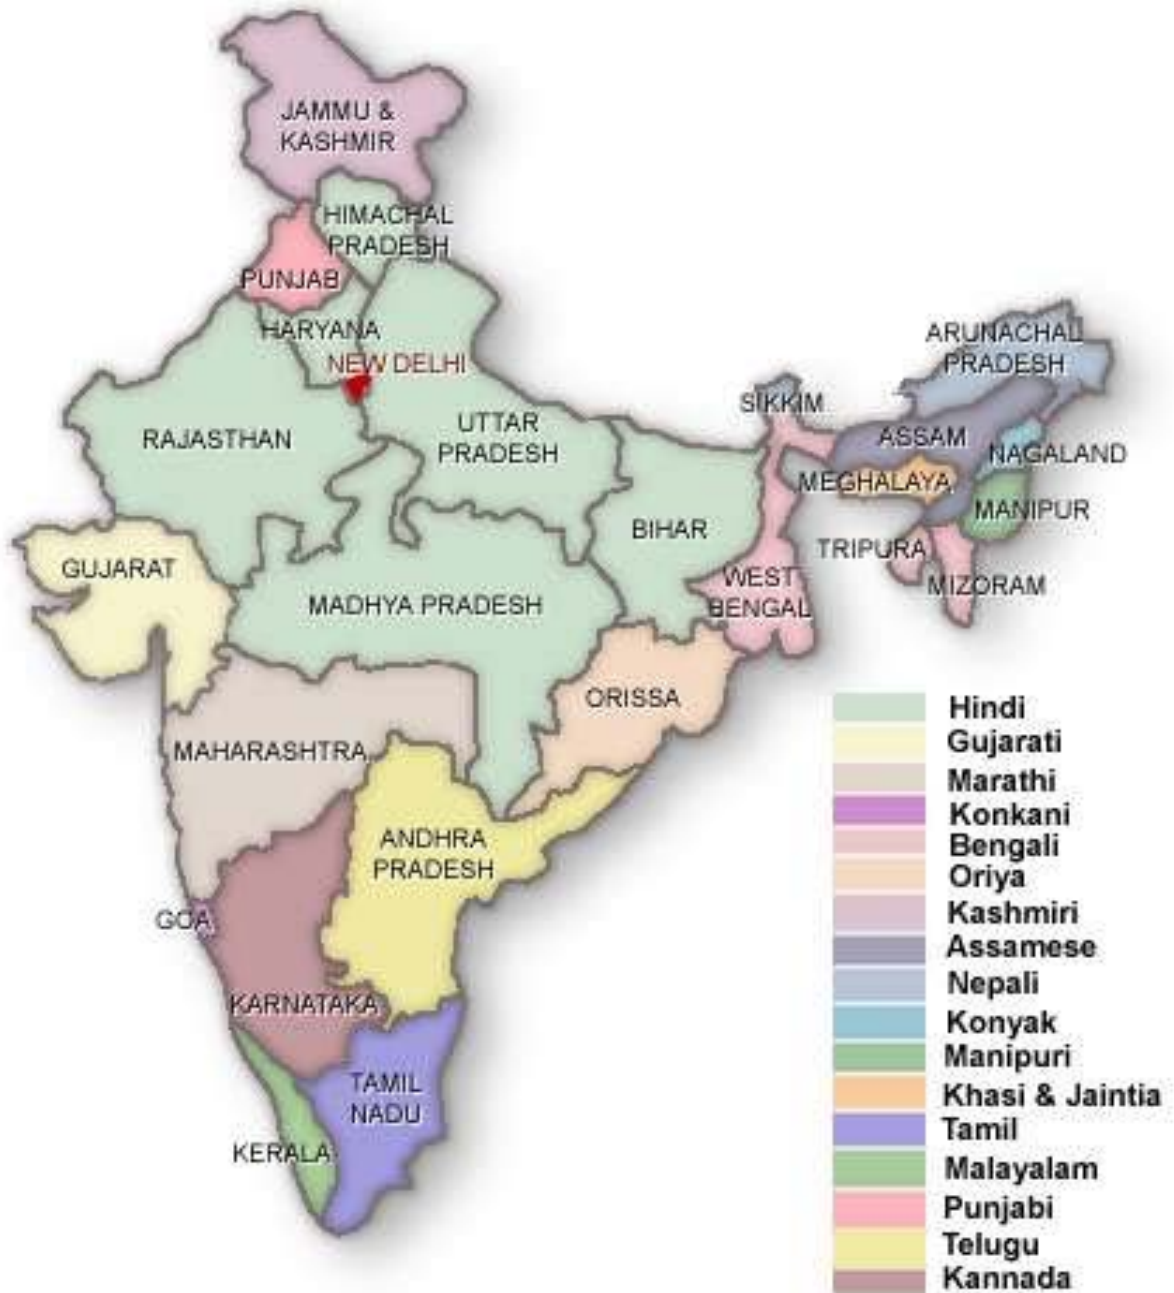 JAMMU &
KASHMIR
HIMACHAL
PRADESH
PUNJAB
HARYANA
NEW DELHI
ARUNACHAL
PRADESH
SIKKIM
RAJASTHAN
UTTAR
PRADESH
ASSAM
NAGALAND
MEGHALAYA
MANIPUR
BIHAR
TRIPURA
GUJARAT
WEST
BENGAL
MIZORAM
MADHYA PRADESH
ORISSA
MAHARASHTRA
ANDHRA
PRADESH
GOA
KARNATAKA
TAMIL
NADU
KERALA
Hindi
Gujarati
Marathi
Konkani
Bengali
Oriya
Kashmiri
Assamese
Nepali
Konyak
Manipuri
Khasi & Jaintia
Tamil
Malayalam
Punjabi
Telugu
Kannada